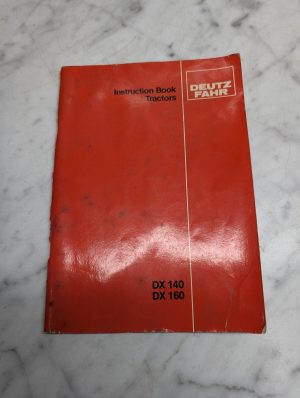 Instruction Book
Tractors
DEUTZ
FAHR
DX 140
DX 160